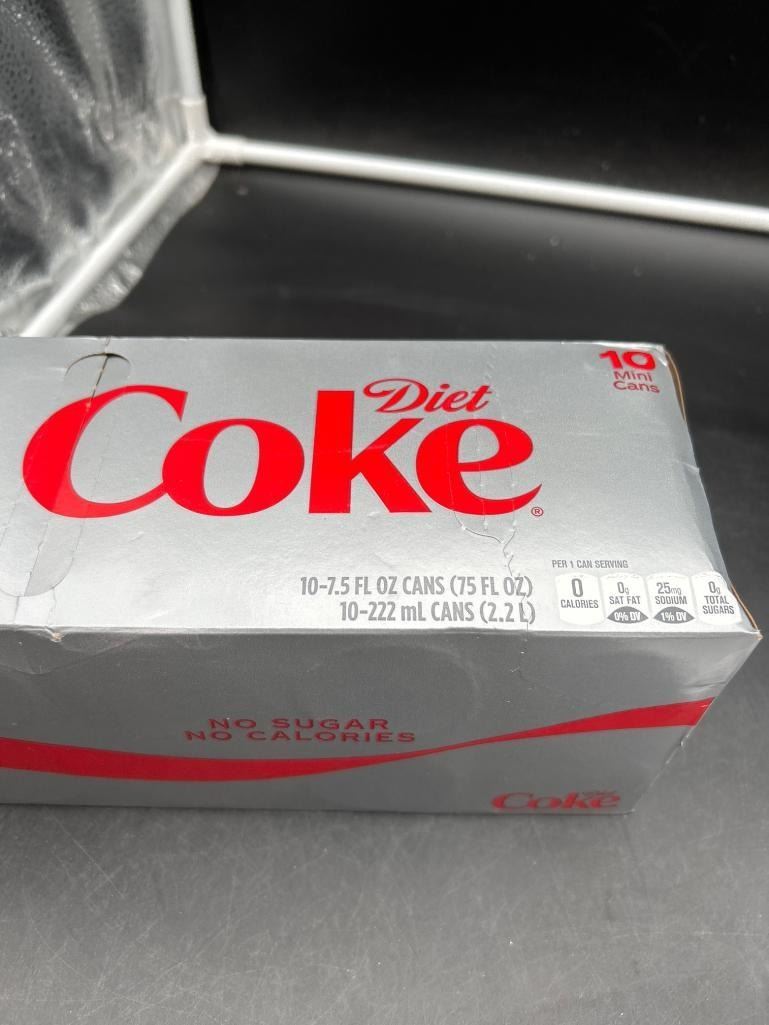 10
Mini
Cans
Diet
Coke®
10-7.5 FL OZ CANS (75 FL OZ)
10-222 mL CANS (2.2 L)
PER 1 CAN SERVING
0
CALORIES
0g
SAT FAT
0% DV
25mg
SODIUM
1% DV
0g
TOTAL
SUGARS
NO SUGAR
NO CALORIES
Diet
Coke